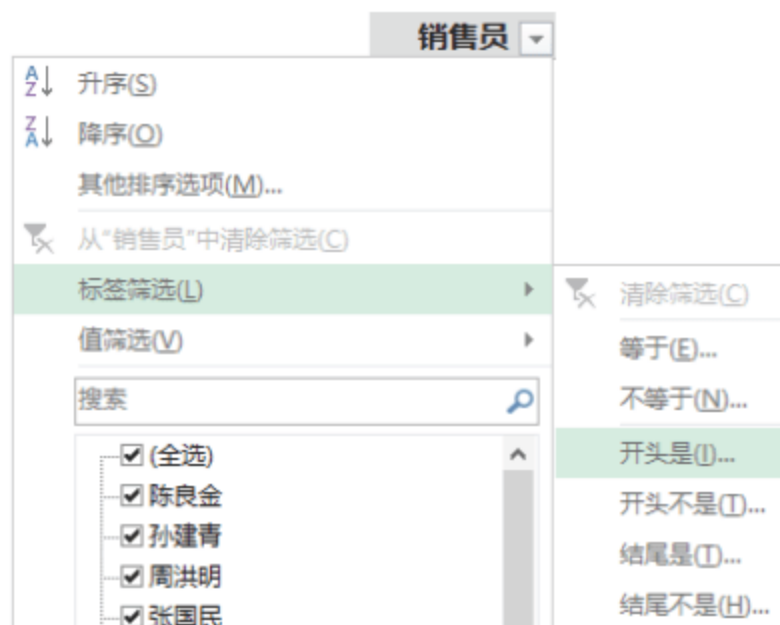 销售员
升序(S)
降序(O)
其他排序选项(M)...
从“销售员”中清除筛选(C)
标签筛选(L)
值筛选(V)
搜索
(全选)
陈良金
孙建青
周洪明
张国民
清除筛选(C)
等于(E)...
不等于(N)...
开头是(I)...
开头不是(T)...
结尾是(T)...
结尾不是(H)...